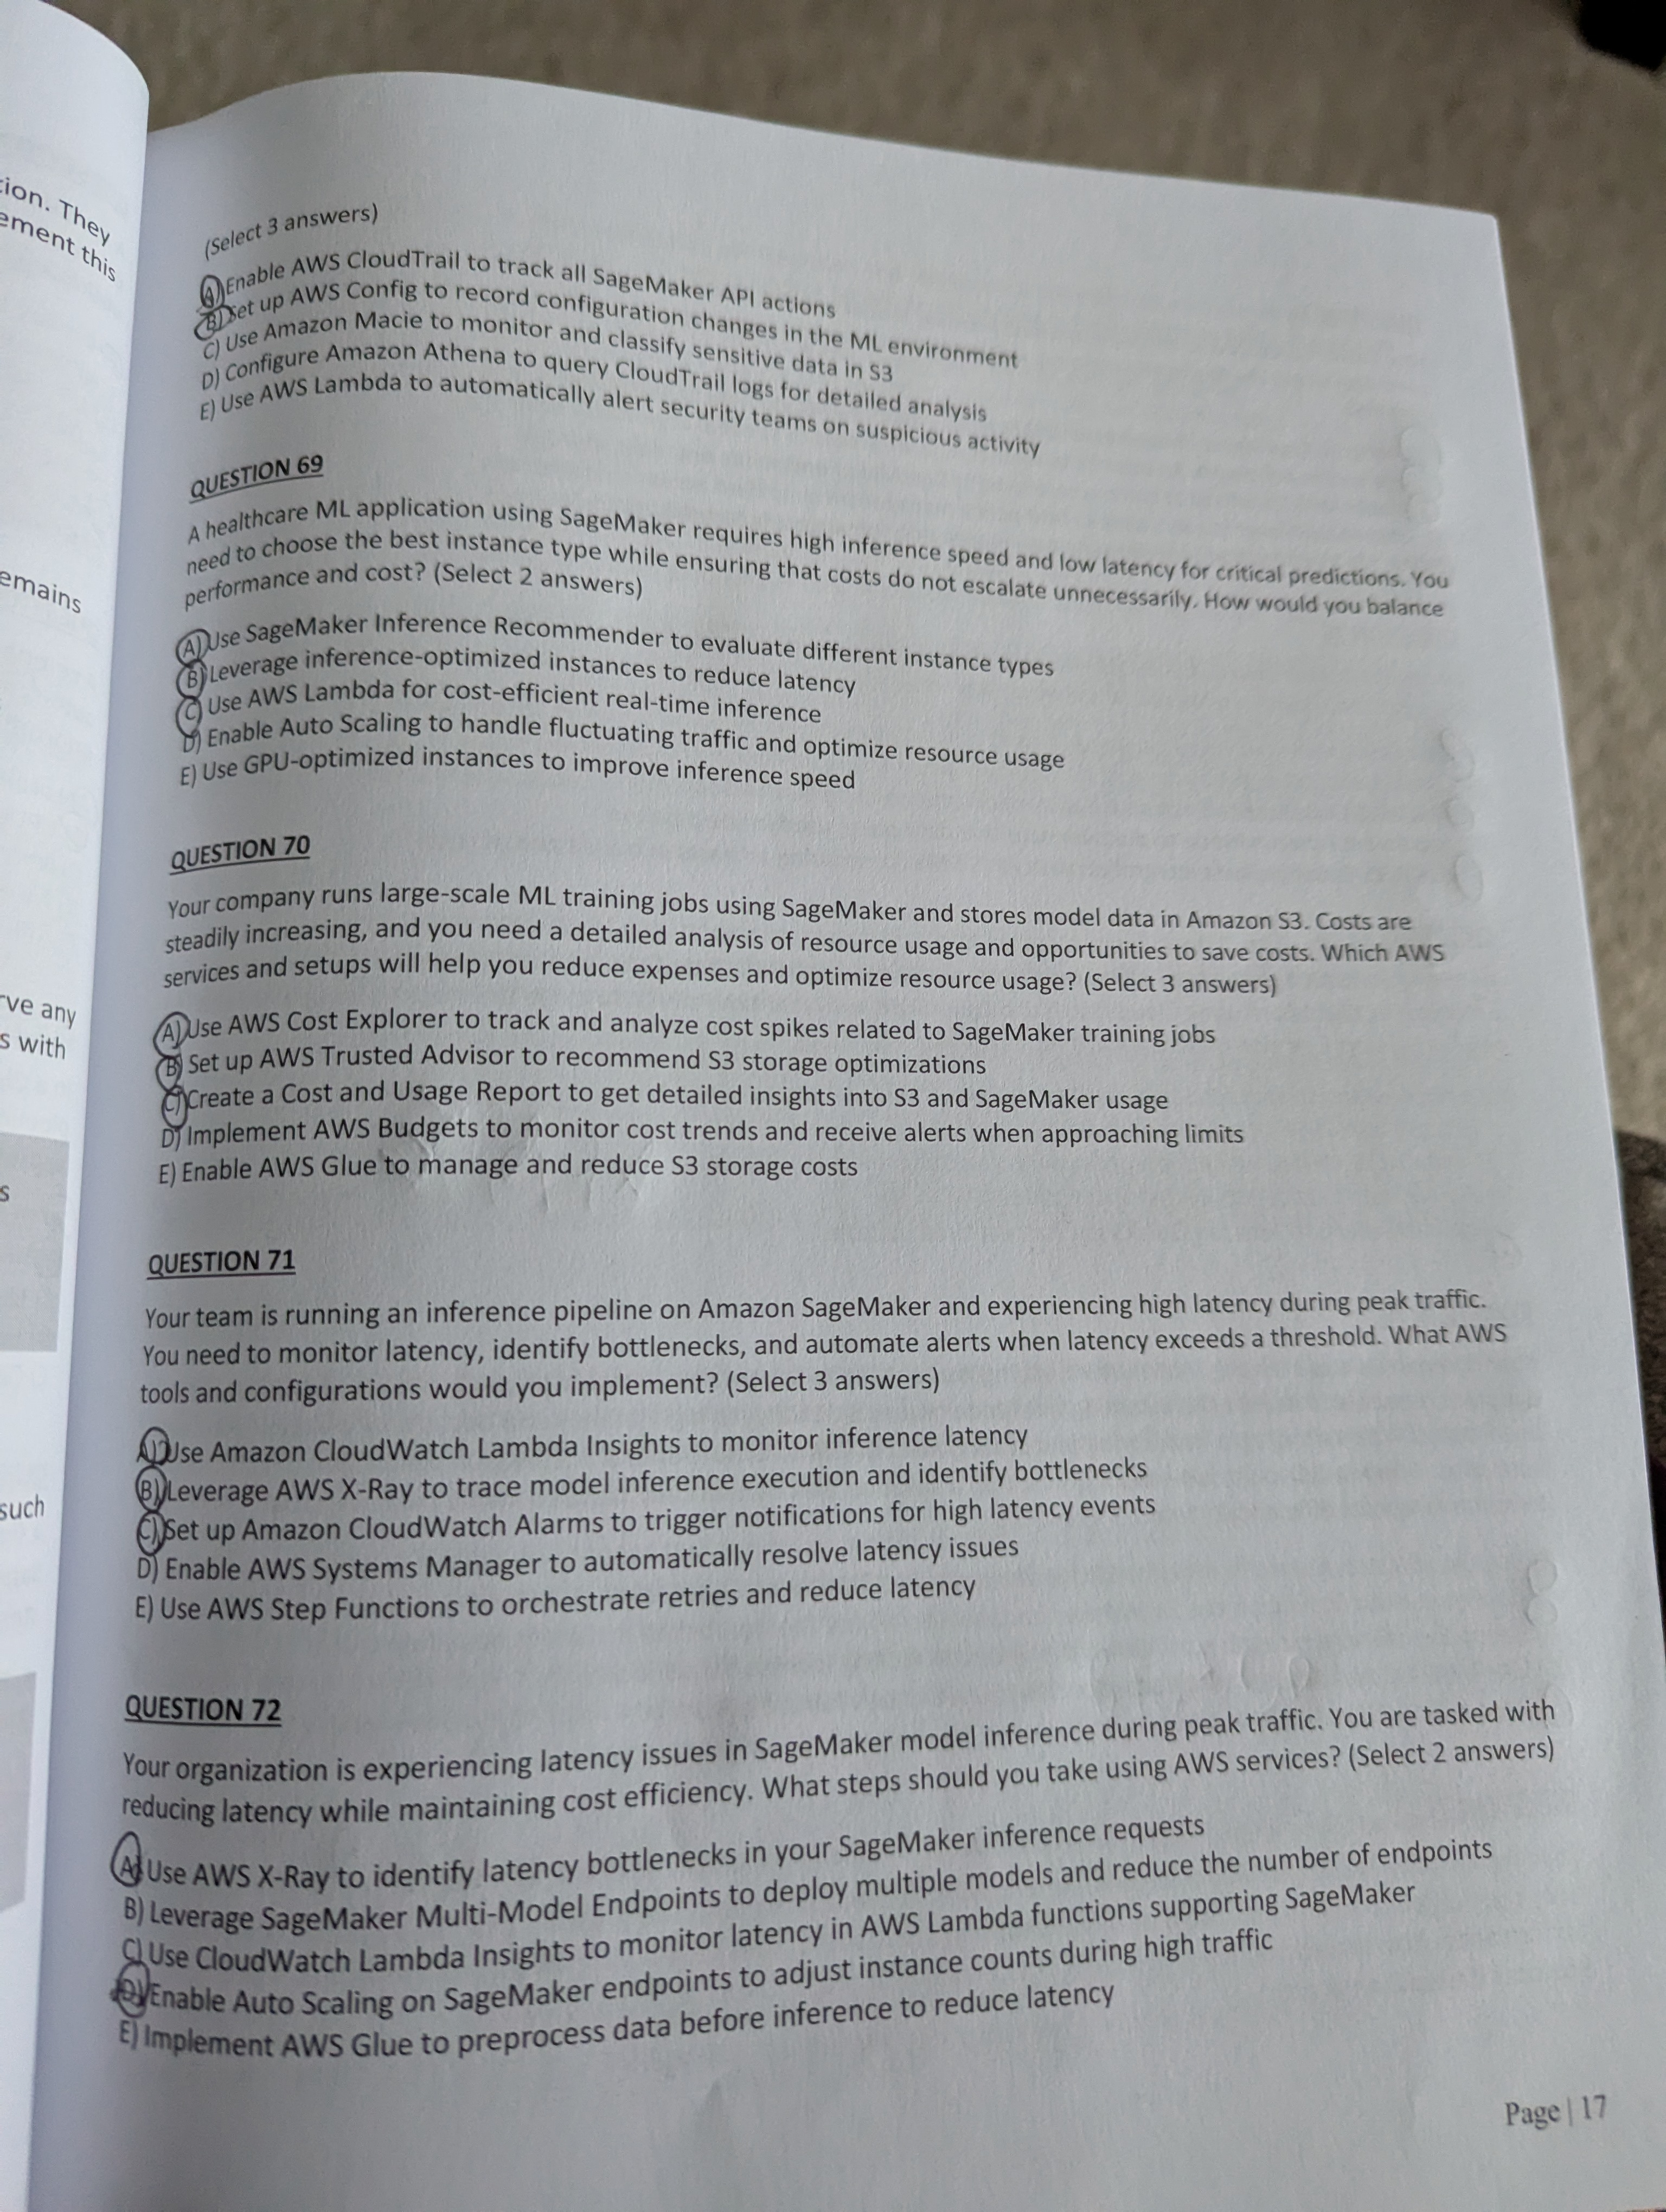 tion. They
ement this
emains
rve any
s with
s
such
(Select 3 answers)
A) Enable AWS CloudTrail to track all SageMaker API actions
B) Set up AWS Config to record configuration changes in the ML environment
C) Use Amazon Macie to monitor and classify sensitive data in S3
D) Configure Amazon Athena to query CloudTrail logs for detailed analysis
E) Use AWS Lambda to automatically alert security teams on suspicious activity
QUESTION 69
A healthcare ML application using SageMaker requires high inference speed and low latency for critical predictions. You
need to choose the best instance type while ensuring that costs do not escalate unnecessarily. How would you balance
performance and cost? (Select 2 answers)
A) Use SageMaker Inference Recommender to evaluate different instance types
B) Leverage inference-optimized instances to reduce latency
C) Use AWS Lambda for cost-efficient real-time inference
D) Enable Auto Scaling to handle fluctuating traffic and optimize resource usage
E) Use GPU-optimized instances to improve inference speed
QUESTION 70
Your company runs large-scale ML training jobs using SageMaker and stores model data in Amazon S3. Costs are
steadily increasing, and you need a detailed analysis of resource usage and opportunities to save costs. Which AWS
services and setups will help you reduce expenses and optimize resource usage? (Select 3 answers)
A) Use AWS Cost Explorer to track and analyze cost spikes related to SageMaker training jobs
B) Set up AWS Trusted Advisor to recommend S3 storage optimizations
C) Create a Cost and Usage Report to get detailed insights into S3 and SageMaker usage
D) Implement AWS Budgets to monitor cost trends and receive alerts when approaching limits
E) Enable AWS Glue to manage and reduce S3 storage costs
QUESTION 71
Your team is running an inference pipeline on Amazon SageMaker and experiencing high latency during peak traffic.
You need to monitor latency, identify bottlenecks, and automate alerts when latency exceeds a threshold. What AWS
tools and configurations would you implement? (Select 3 answers)
A) Use Amazon CloudWatch Lambda Insights to monitor inference latency
B) Leverage AWS X-Ray to trace model inference execution and identify bottlenecks
C) Set up Amazon CloudWatch Alarms to trigger notifications for high latency events
D) Enable AWS Systems Manager to automatically resolve latency issues
E) Use AWS Step Functions to orchestrate retries and reduce latency
QUESTION 72
Your organization is experiencing latency issues in SageMaker model inference during peak traffic. You are tasked with
reducing latency while maintaining cost efficiency. What steps should you take using AWS services? (Select 2 answers)
A) Use AWS X-Ray to identify latency bottlenecks in your SageMaker inference requests
B) Leverage SageMaker Multi-Model Endpoints to deploy multiple models and reduce the number of endpoints
C) Use CloudWatch Lambda Insights to monitor latency in AWS Lambda functions supporting SageMaker
D) Enable Auto Scaling on SageMaker endpoints to adjust instance counts during high traffic
E) Implement AWS Glue to preprocess data before inference to reduce latency
Page | 17